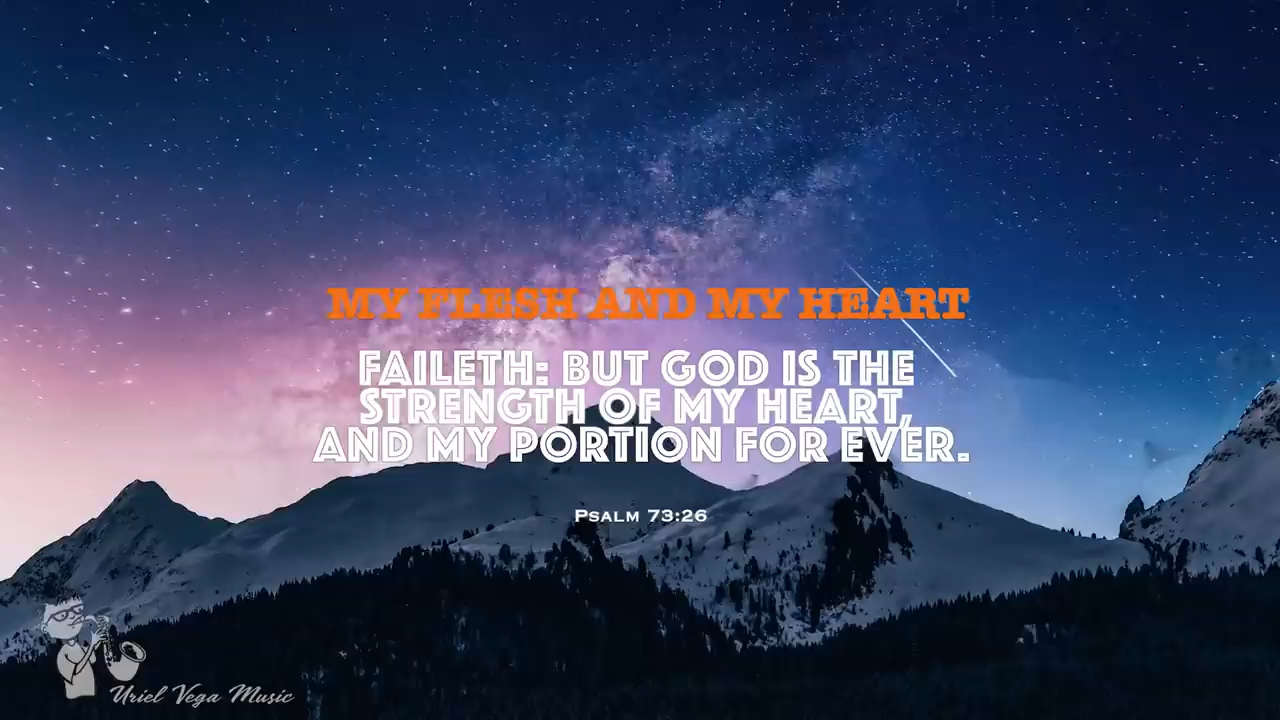 MY FLESH AND MY HEART
FAILETH: BUT GOD IS THE
STRENGTH OF MY HEART,
AND MY PORTION FOR EVER.
PSALM 73:26
Uriel Vega Music